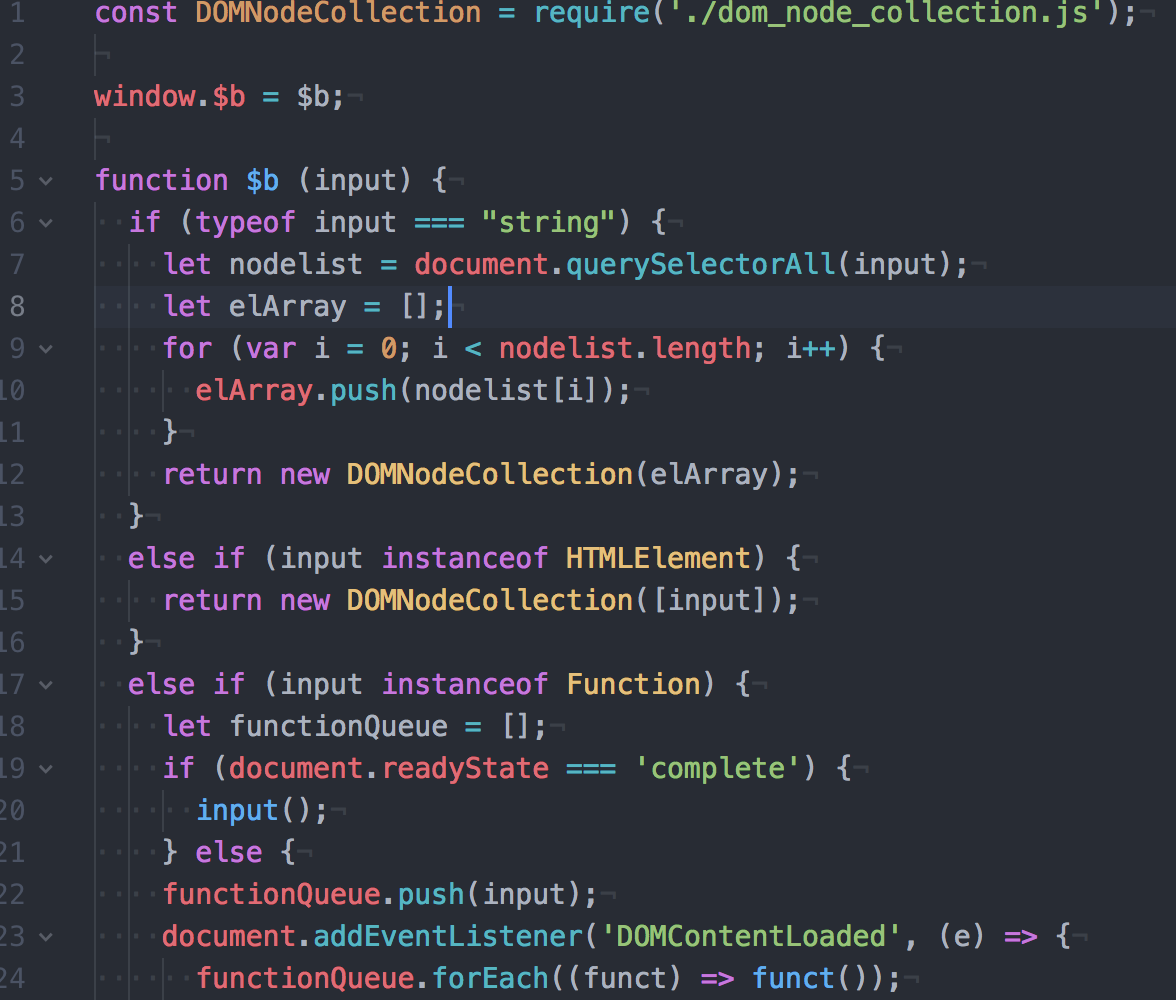 1 const DOMNodeCollection = require('./dom_node_collection.js');¬
2 ¬
3 window.$b = $b;¬
4 ¬
5 function $b (input) {¬
6 ··if (typeof input === "string") {¬
7 ····let nodelist = document.querySelectorAll(input);¬
8 ····let elArray = [];¬
9 ····for (var i = 0; i < nodelist.length; i++) {¬
10 ······elArray.push(nodelist[i]);¬
11 ····}¬
12 ····return new DOMNodeCollection(elArray);¬
13 ··}¬
14 ··else if (input instanceof HTMLElement) {¬
15 ····return new DOMNodeCollection([input]);¬
16 ··}¬
17 ··else if (input instanceof Function) {¬
18 ····let functionQueue = [];¬
19 ····if (document.readyState === 'complete') {¬
20 ······input();¬
21 ····} else {¬
22 ····functionQueue.push(input);¬
23 ····document.addEventListener('DOMContentLoaded', (e) => {¬
24 ······functionQueue.forEach((funct) => funct());¬